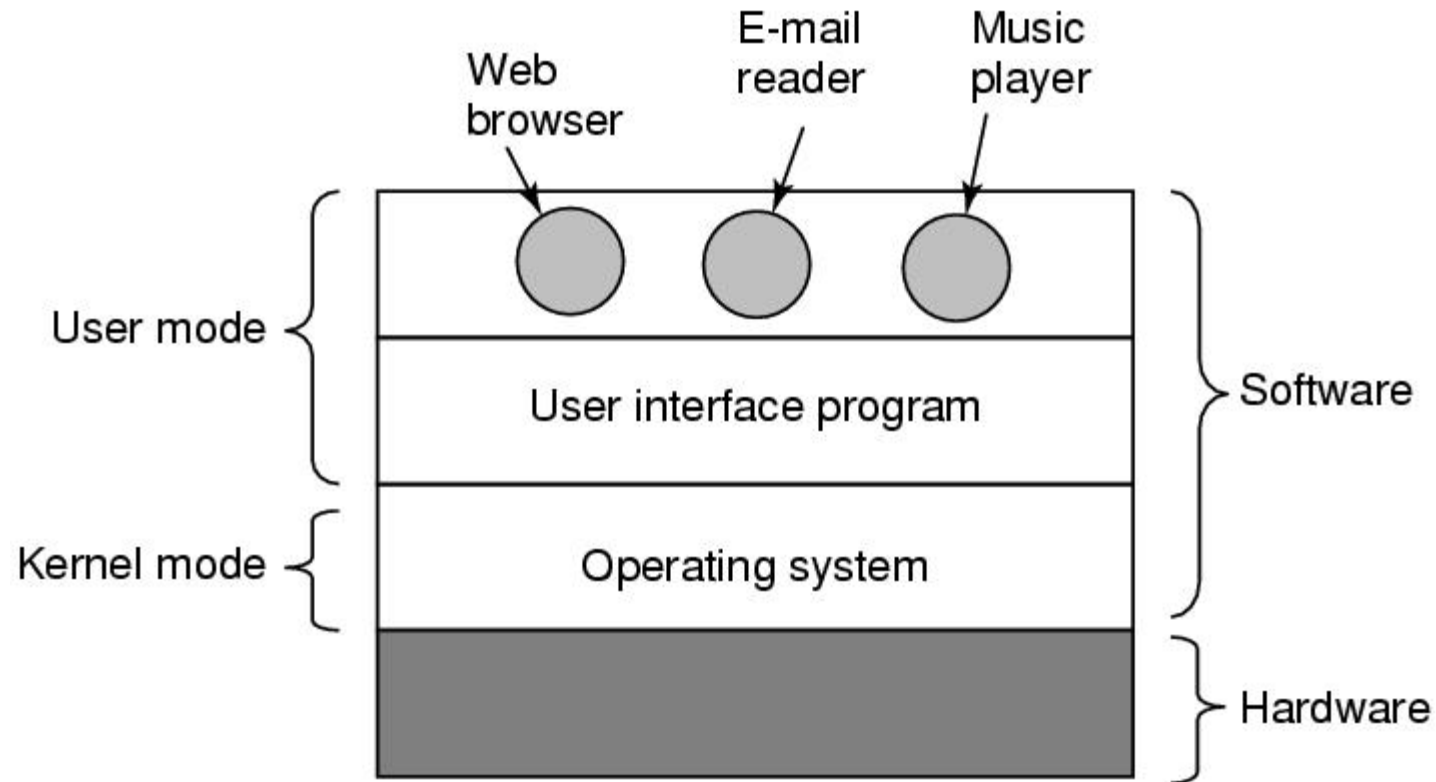 Web
browser
E-mail
reader
Music
player
User mode
User interface program
Software
Kernel mode
Operating system
Hardware